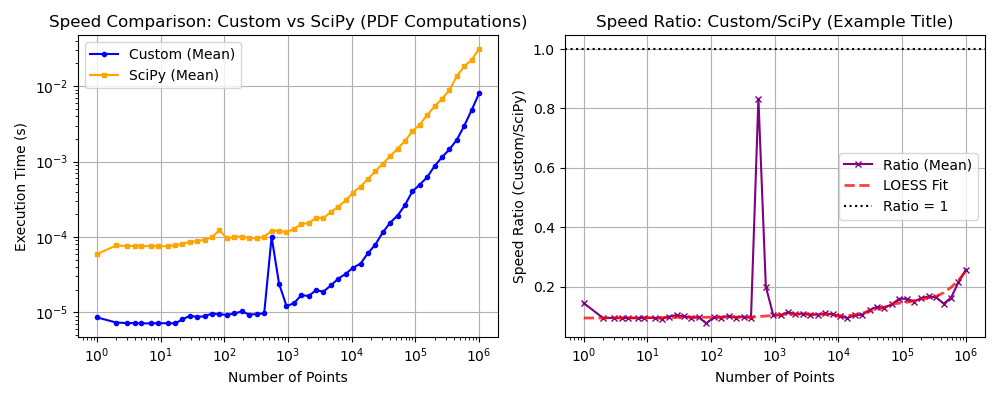 Speed Comparison: Custom vs SciPy (PDF Computations)
Custom (Mean)
SciPy (Mean)
Execution Time (s)
10⁻²
10⁻³
10⁻⁴
10⁻⁵
10⁰ 10¹ 10² 10³ 10⁴ 10⁵ 10⁶
Number of Points
Speed Ratio: Custom/SciPy (Example Title)
Speed Ratio (Custom/SciPy)
1.0
0.8
0.6
0.4
0.2
Ratio (Mean)
LOESS Fit
Ratio = 1
10⁰ 10¹ 10² 10³ 10⁴ 10⁵ 10⁶
Number of Points